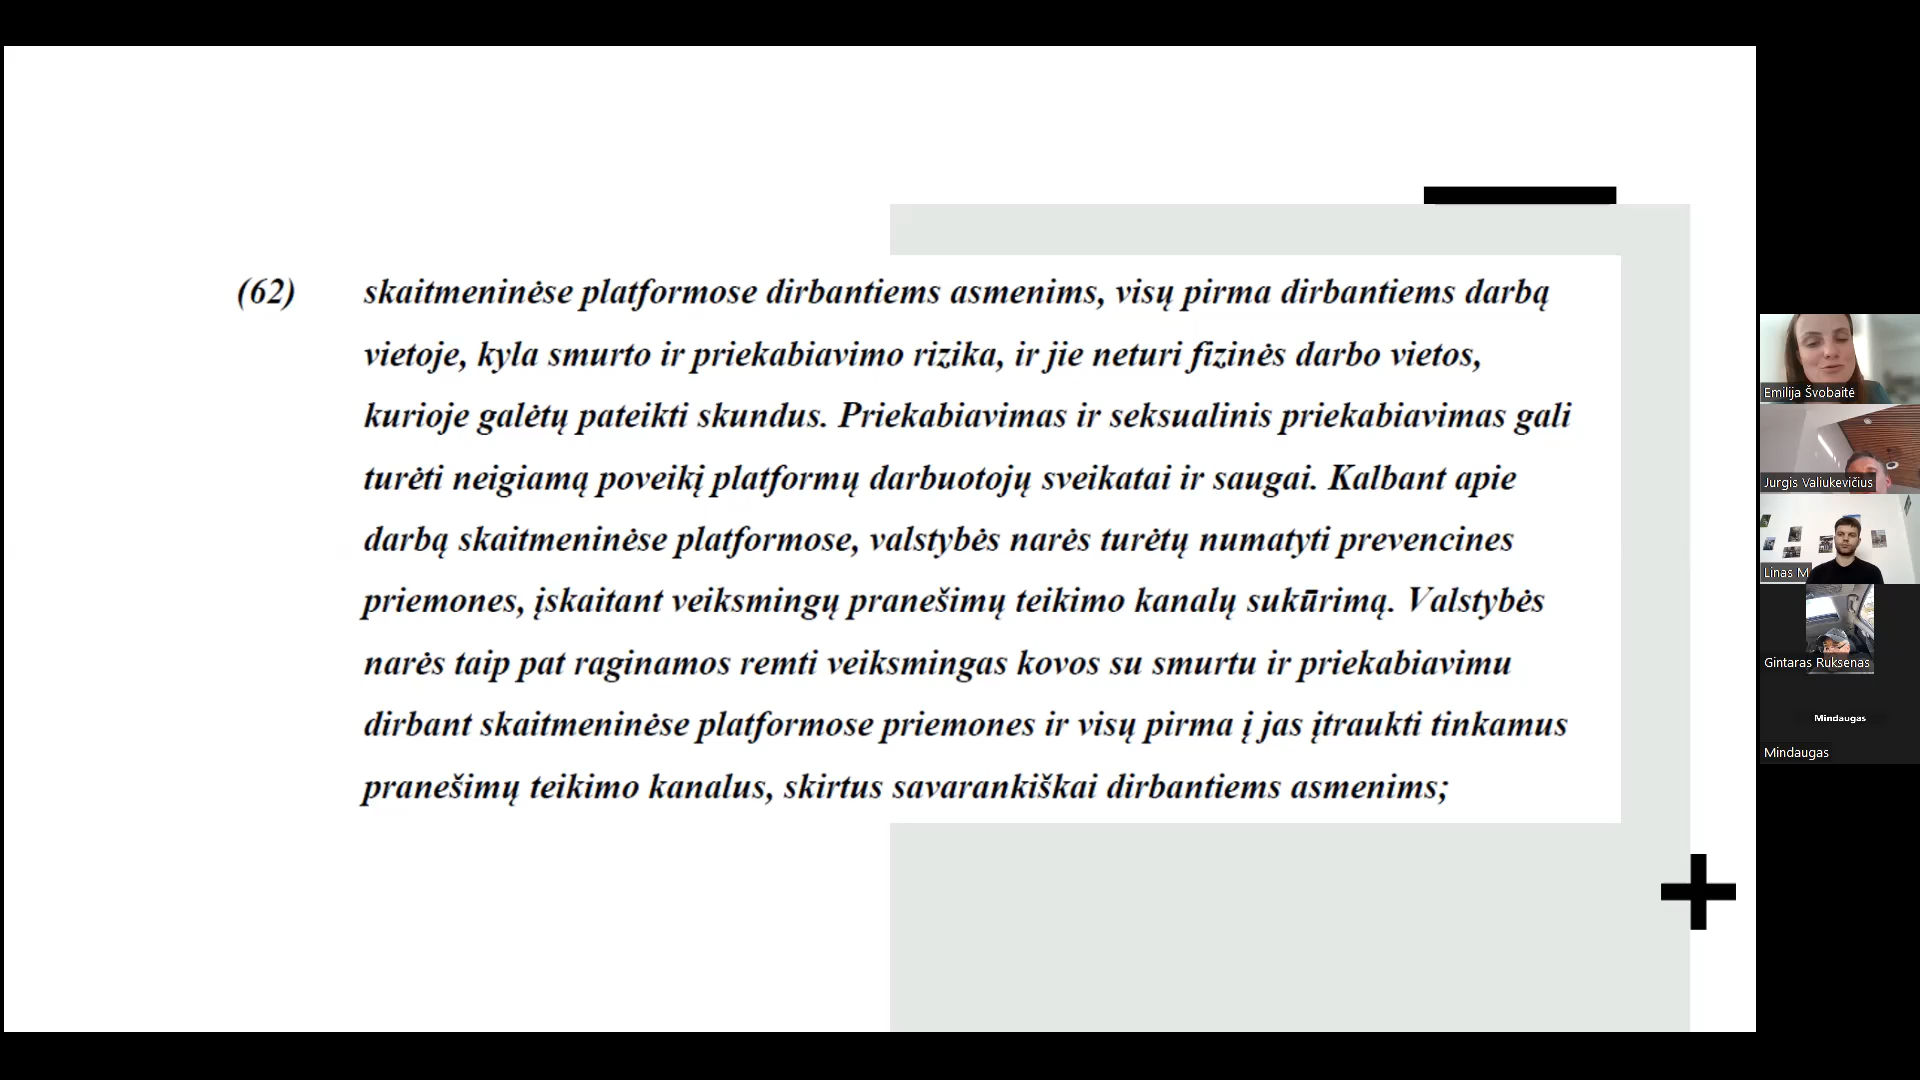 (62) skaitmeninėse platformose dirbantiems asmenims, visų pirma dirbantiems darbą
vietoje, kyla smurto ir priekabiavimo rizika, ir jie neturi fizinės darbo vietos,
kurioje galėtų pateikti skundus. Priekabiavimas ir seksualinis priekabiavimas gali
turėti neigiamą poveikį platformų darbuotojų sveikatai ir saugai. Kalbant apie
darbą skaitmeninėse platformose, valstybės narės turėtų numatyti prevencines
priemones, įskaitant veiksmingų pranešimų teikimo kanalų sukūrimą. Valstybės
narės taip pat raginamos remti veiksmingas kovos su smurtu ir priekabiavimu
dirbant skaitmeninėse platformose priemones ir visų pirma į jas įtraukti tinkamus
pranešimų teikimo kanalus, skirtus savarankiškai dirbantiems asmenims;
Emilija Švobaitė
Jurgis Valiukevičius
Linas M
Gintaras Ruksenas
Mindaugas
Mindaugas